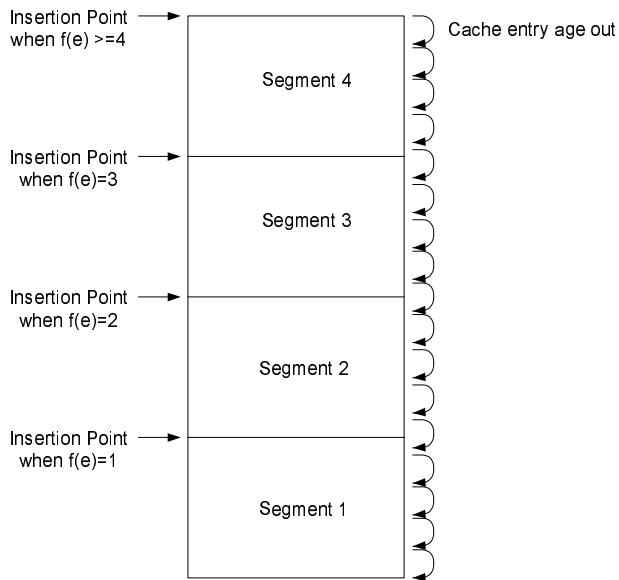 Insertion Point
when f(e) >=4
Cache entry age out
Segment 4
Insertion Point
when f(e)=3
Segment 3
Insertion Point
when f(e)=2
Segment 2
Insertion Point
when f(e)=1
Segment 1